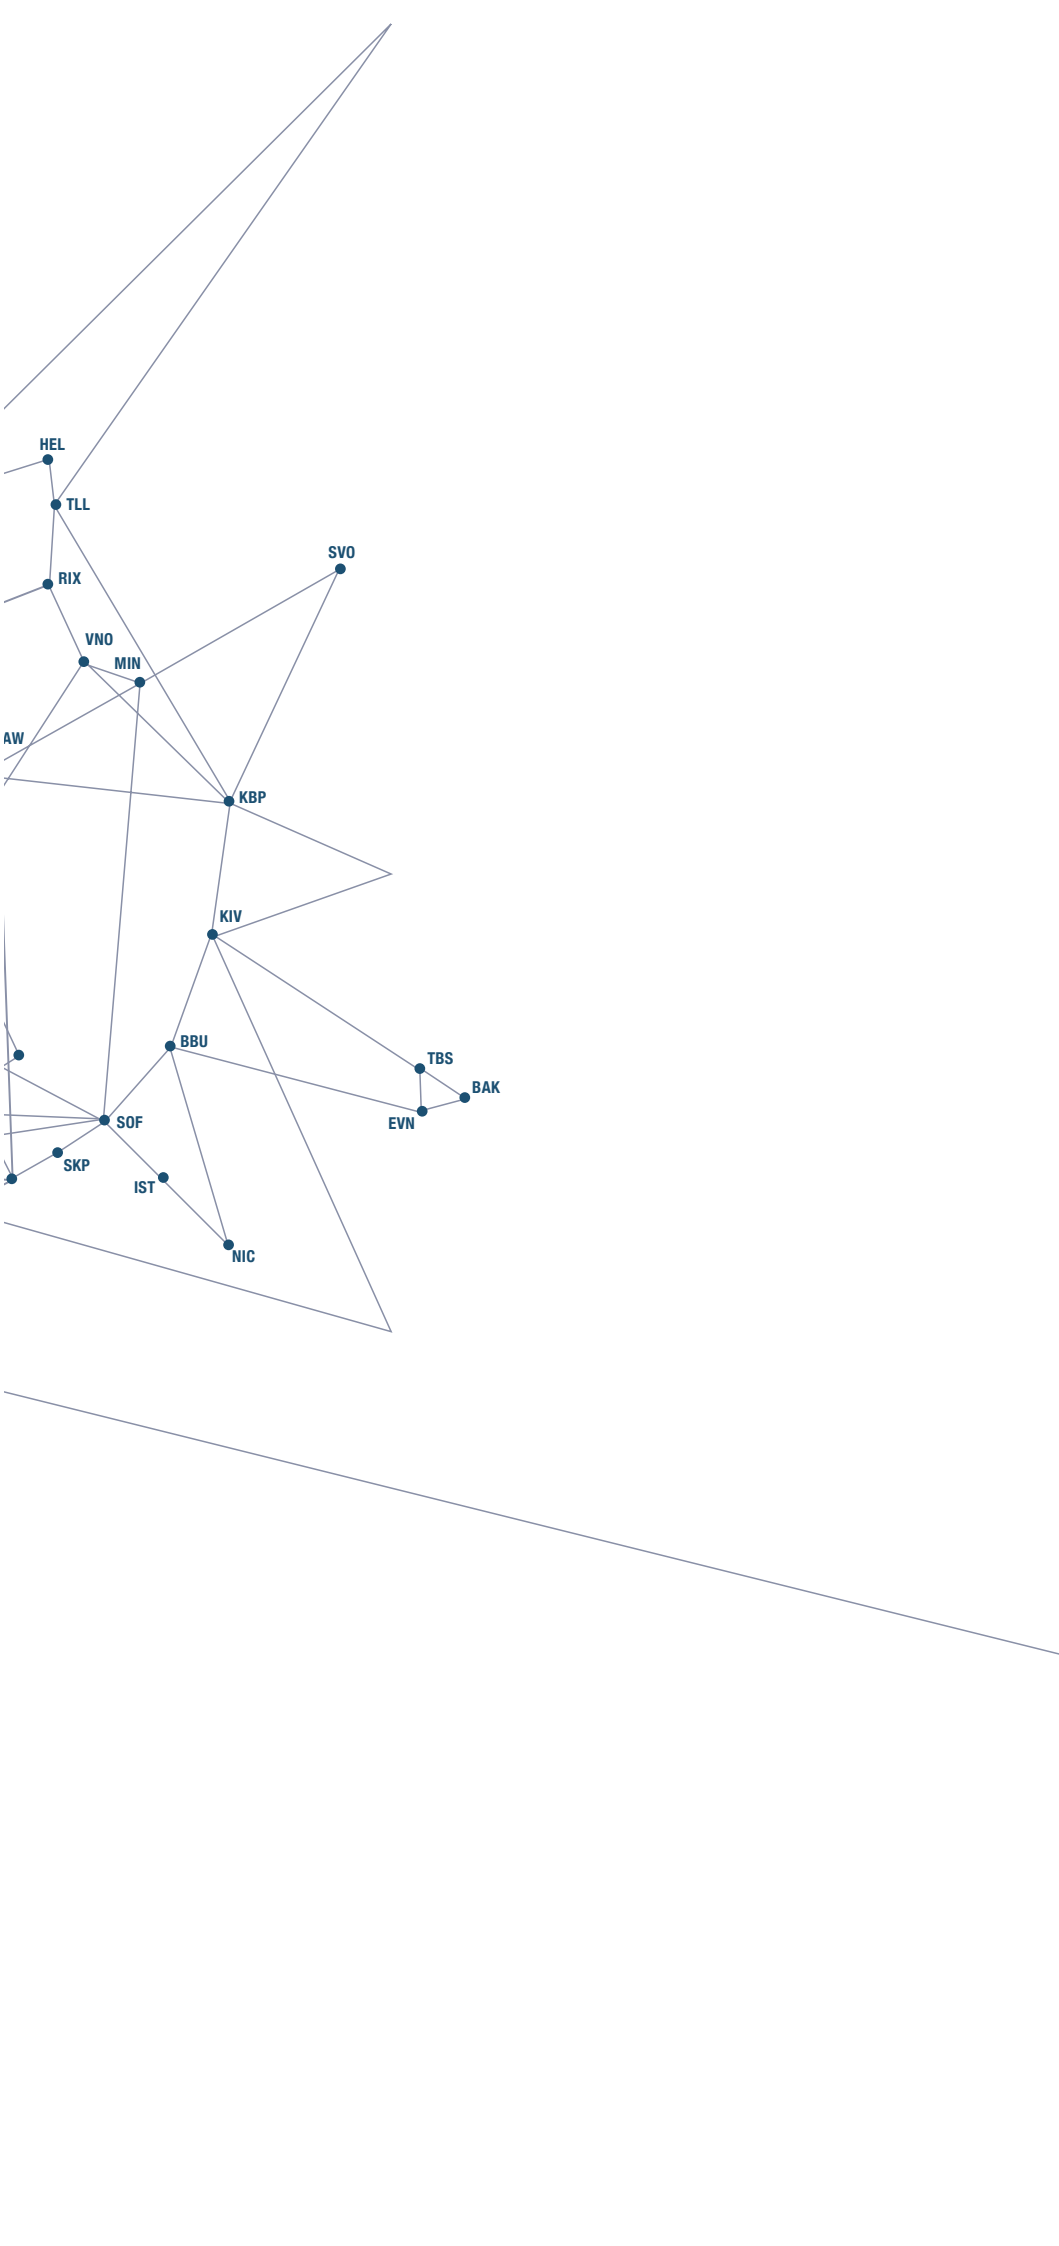 HEL
TLL
SVO
RIX
VNO
MIN
AW
KBP
KIV
BBU
TBS
BAK
EVN
SOF
SKP
IST
NIC